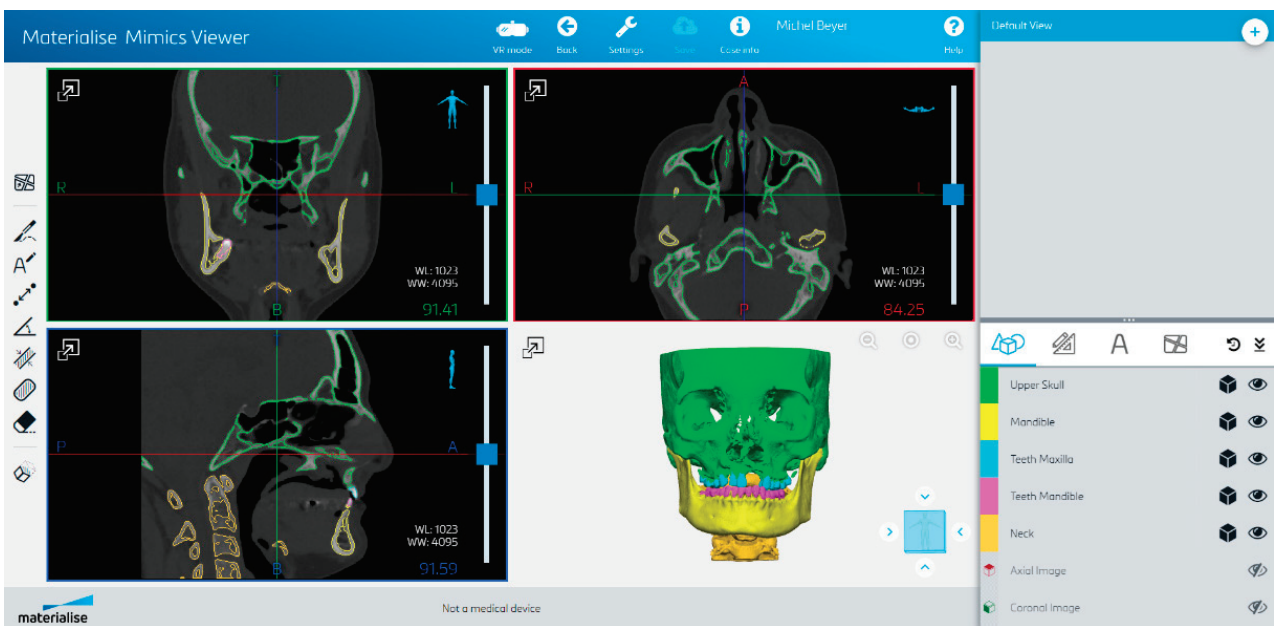 Materialise Mimics Viewer
VR mode
Back
Settings
Save
Case info
Michel Beyer
Help
Default View
T
R
L
B
WL: 1023
WW: 4095
91.41
A
R
L
P
WL: 1023
WW: 4095
84.25
P
A
B
WL: 1023
WW: 4095
91.59
A
A
Upper Skull
Mandible
Teeth Maxilla
Teeth Mandible
Neck
Axial Image
Coronal Image
materialise
Not a medical device